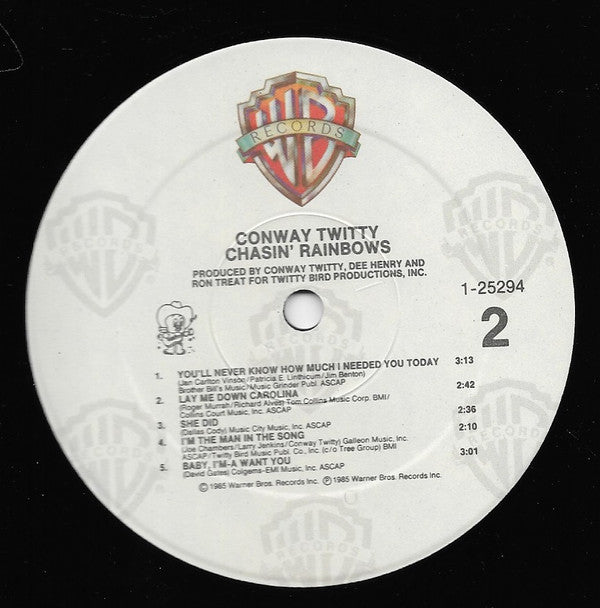 WB
RECORDS
CONWAY TWITTY
CHASIN' RAINBOWS
PRODUCED BY CONWAY TWITTY, DEE HENRY AND
RON TREAT FOR TWITTY BIRD PRODUCTIONS, INC.
1-25294
2
1. YOU'LL NEVER KNOW HOW MUCH I NEEDED YOU TODAY 3:13
(Jan Carlton Vinson/Patricia E. Linthicum/Jim Benton)
Brother Bill's Music/Music Grinder Publ. ASCAP
2. LAY ME DOWN CAROLINA 2:42
(Roger Murrah/Richard Alves) Tom Collins Music Corp. BMI/
Collins Court Music, Inc. ASCAP
3. SHE DID 2:36
(Dallas Cody) Music City Music, Inc. ASCAP
4. I'M THE MAN IN THE SONG 2:10
(Joe Chambers/Larry Jenkins/Conway Twitty) Galleon Music, Inc.
ASCAP/Twitty Bird Music Publ. Co., Inc. (c/o Tree Group) BMI
5. BABY, I'M-A WANT YOU 3:01
(David Gates) Colgems-EMI Music, Inc. ASCAP
©1985 Warner Bros. Records Inc. ℗1985 Warner Bros. Records Inc.